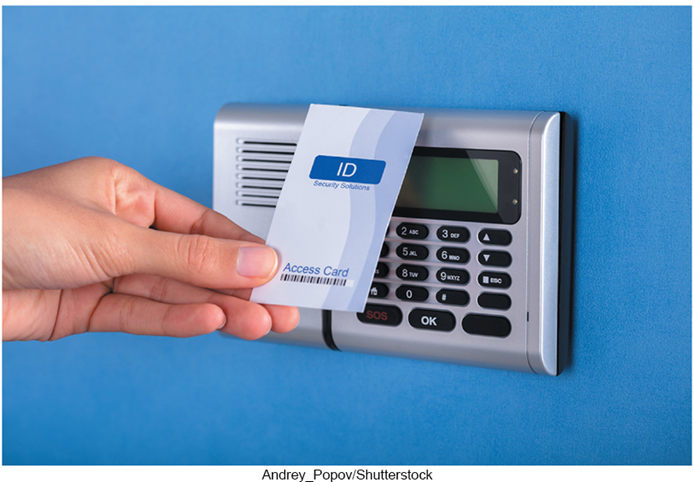 ID
Security Solutions
Access Card
2 ABC 3 DEF
5 JKL 6 MNO
8 TUV 9 WXYZ ESC
0 #
SOS OK
Andrey_Popov/Shutterstock